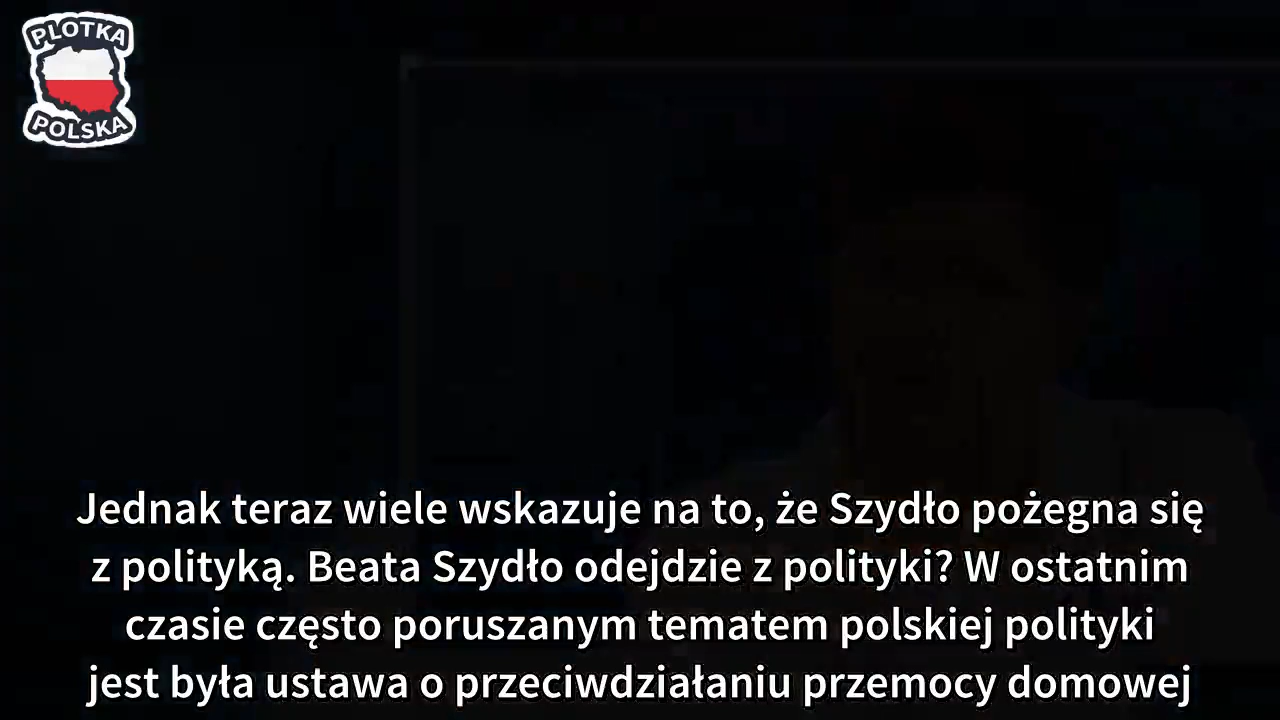 PLOTKA
POLSKA
Jednak teraz wiele wskazuje na to, że Szydło pożegna się
z polityką. Beata Szydło odejdzie z polityki? W ostatnim
czasie często poruszanym tematem polskiej polityki
jest była ustawa o przeciwdziałaniu przemocy domowej